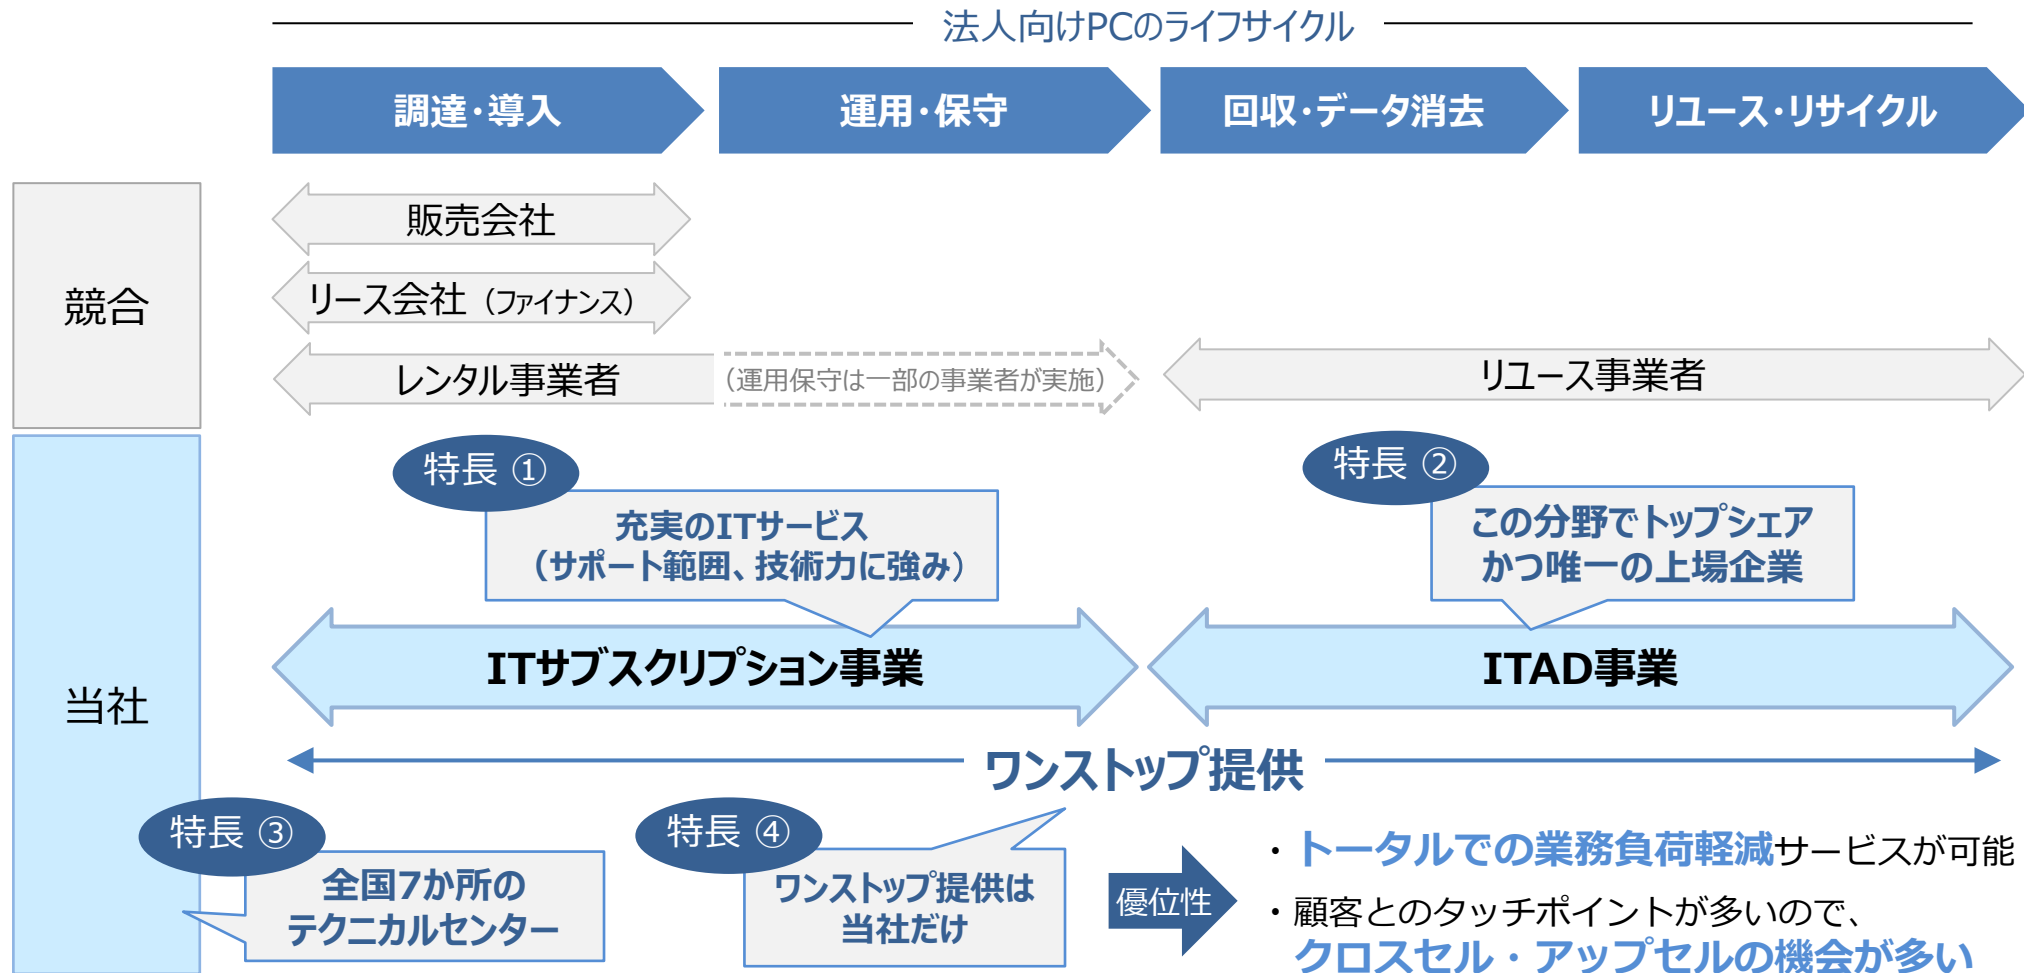 法人向けPCのライフサイクル
調達・導入
運用・保守
回収・データ消去
リユース・リサイクル
競合
販売会社
リース会社（ファイナンス）
レンタル事業者
（運用保守は一部の事業者が実施）
リユース事業者
当社
特長 ①
充実のITサービス
（サポート範囲、技術力に強み）
特長 ②
この分野でトップシェア
かつ唯一の上場企業
ITサブスクリプション事業
ITAD事業
ワンストップ提供
特長 ③
全国7か所の
テクニカルセンター
特長 ④
ワンストップ提供は
当社だけ
優位性
・トータルでの業務負荷軽減サービスが可能
・顧客とのタッチポイントが多いので、
クロスセル・アップセルの機会が多い